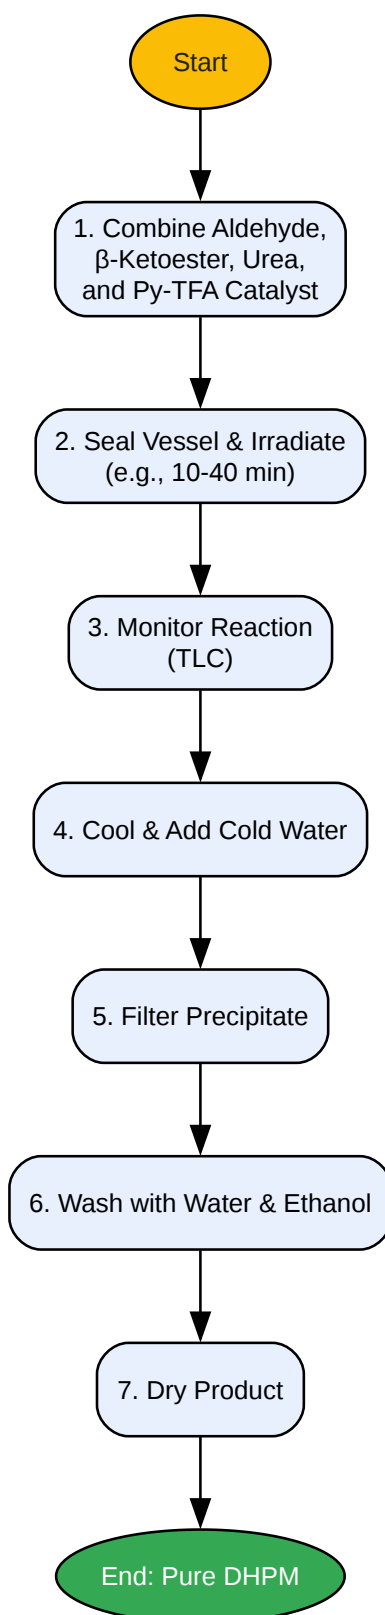 Start
1. Combine Aldehyde,
β-Ketoester, Urea,
and Py-TFA Catalyst
2. Seal Vessel & Irradiate
(e.g., 10-40 min)
3. Monitor Reaction
(TLC)
4. Cool & Add Cold Water
5. Filter Precipitate
6. Wash with Water & Ethanol
7. Dry Product
End: Pure DHPM